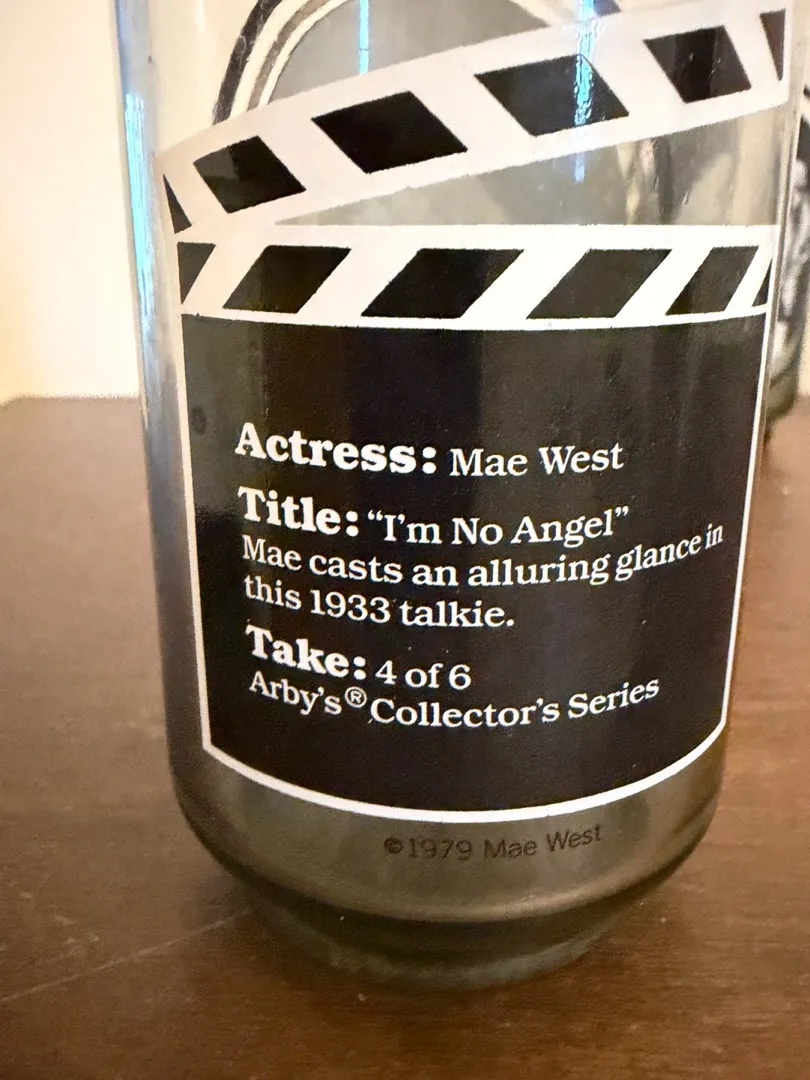 Actress: Mae West
Title: “I’m No Angel”
Mae casts an alluring glance in
this 1933 talkie.
Take: 4 of 6
Arby’s® Collector’s Series
©1979 Mae West